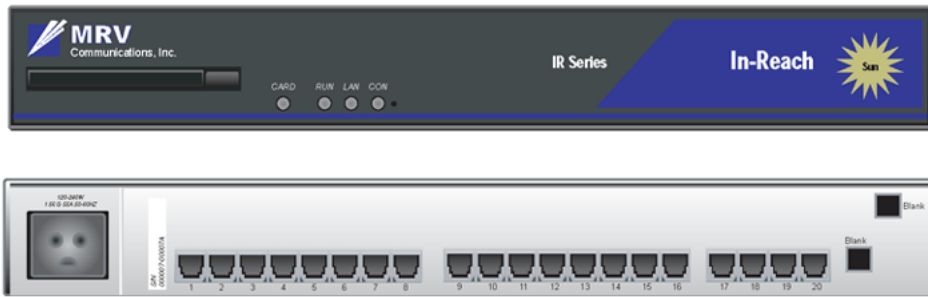 MRV
Communications, Inc.
IR Series
In-Reach
Sun
CARD RUN LAN CON
Blank
Blank
S/N
1 2 3 4 5 6 7 8 9 10 11 12 13 14 15 16 17 18 19 20